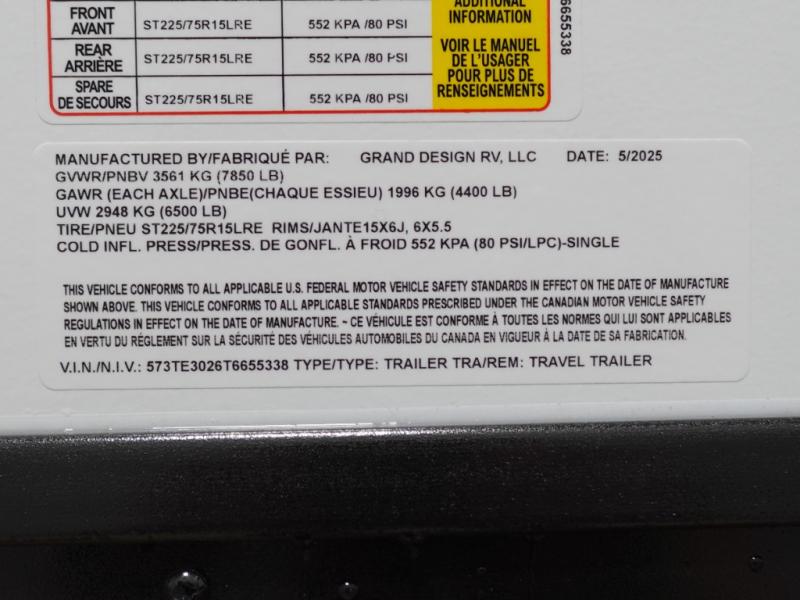 FRONT
AVANT
ST225/75R15LRE 552 KPA /80 PSI
REAR
ARRIÈRE
ST225/75R15LRE 552 KPA /80 PSI
SPARE
DE SECOURS
ST225/75R15LRE 552 KPA /80 PSI
ADDITIONAL
INFORMATION
VOIR LE MANUEL
DE L'USAGER
POUR PLUS DE
RENSEIGNEMENTS
6655338
MANUFACTURED BY/FABRIQUÉ PAR: GRAND DESIGN RV, LLC DATE: 5/2025
GVWR/PNBV 3561 KG (7850 LB)
GAWR (EACH AXLE)/PNBE(CHAQUE ESSIEU) 1996 KG (4400 LB)
UVW 2948 KG (6500 LB)
TIRE/PNEU ST225/75R15LRE RIMS/JANTE15X6J, 6X5.5
COLD INFL. PRESS/PRESS. DE GONFL. À FROID 552 KPA (80 PSI/LPC)-SINGLE
THIS VEHICLE CONFORMS TO ALL APPLICABLE U.S. FEDERAL MOTOR VEHICLE SAFETY STANDARDS IN EFFECT ON THE DATE OF MANUFACTURE
SHOWN ABOVE. THIS VEHICLE CONFORMS TO ALL APPLICABLE STANDARDS PRESCRIBED UNDER THE CANADIAN MOTOR VEHICLE SAFETY
REGULATIONS IN EFFECT ON THE DATE OF MANUFACTURE. ~ CE VÉHICULE EST CONFORME À TOUTES LES NORMES QUI LUI SONT APPLICABLES
EN VERTU DU RÉGLEMENT SUR LA SÉCURITÉ DES VÉHICULES AUTOMOBILES DU CANADA EN VIGUEUR À LA DATE DE SA FABRICATION.
V.I.N./N.I.V.: 573TE3026T6655338 TYPE/TYPE: TRAILER TRA/REM: TRAVEL TRAILER